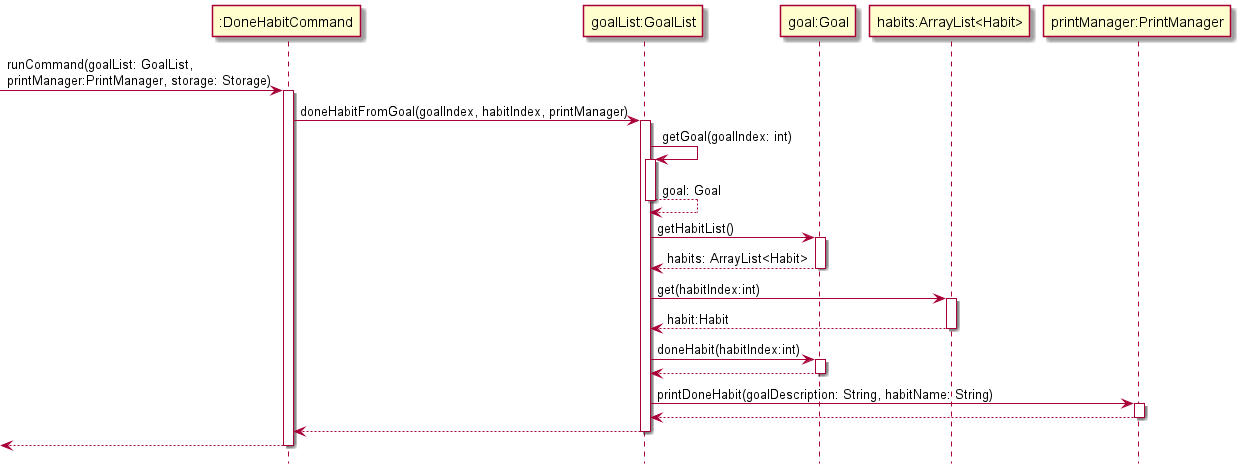 :DoneHabitCommand
goalList:GoalList
goal:Goal
habits:ArrayList<Habit>
printManager:PrintManager
runCommand(goalList: GoalList,
printManager:PrintManager, storage: Storage)
doneHabitFromGoal(goalIndex, habitIndex, printManager)
getGoal(goalIndex: int)
goal: Goal
getHabitList()
habits: ArrayList<Habit>
get(habitIndex:int)
habit:Habit
doneHabit(habitIndex:int)
printDoneHabit(goalDescription: String, habitName: String)